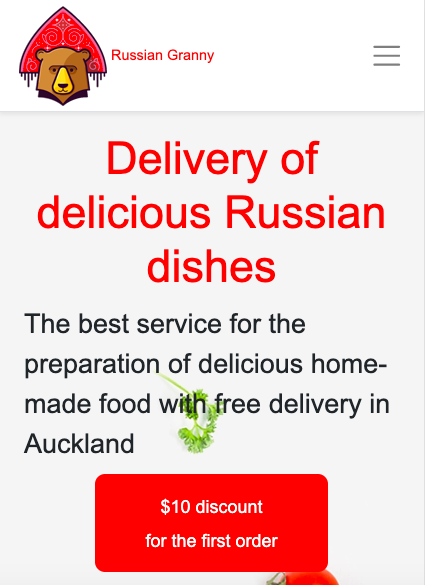 Russian Granny
Delivery of
delicious Russian
dishes
The best service for the
preparation of delicious home-
made food with free delivery in
Auckland
$10 discount
for the first order